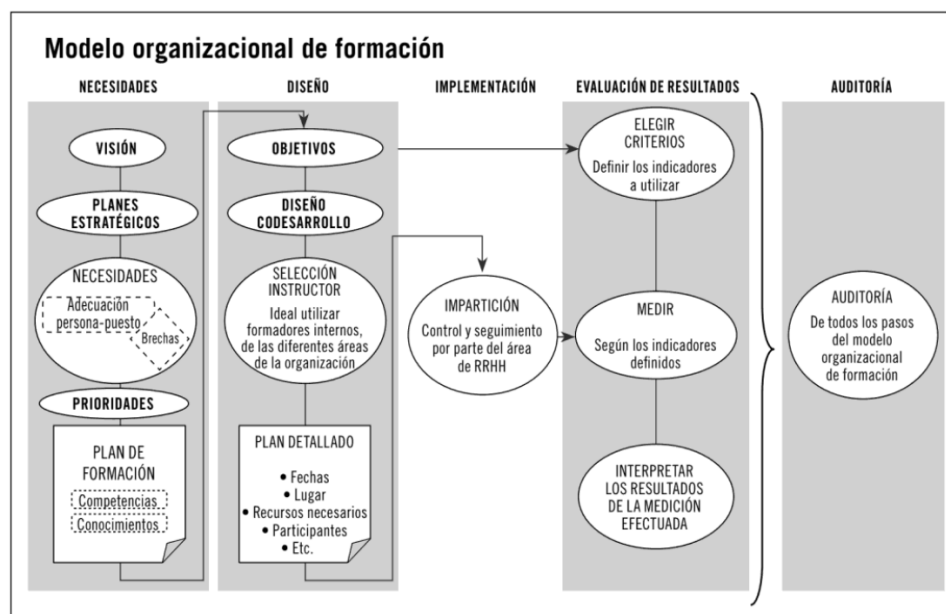 Modelo organizacional de formación
NECESIDADES
VISIÓN
PLANES
ESTRATÉGICOS
NECESIDADES
Adecuación
persona-puesto
Brechas
PRIORIDADES
PLAN DE
FORMACIÓN
Competencias
Conocimientos
DISEÑO
OBJETIVOS
DISEÑO
CODESARROLLO
SELECCIÓN
INSTRUCTOR
Ideal utilizar
formadores internos,
de las diferentes áreas
de la organización
PLAN DETALLADO
• Fechas
• Lugar
• Recursos necesarios
• Participantes
• Etc.
IMPLEMENTACIÓN
IMPARTICIÓN
Control y seguimiento
por parte del área
de RRHH
EVALUACIÓN DE RESULTADOS
ELEGIR
CRITERIOS
Definir los indicadores
a utilizar
MEDIR
Según los indicadores
definidos
INTERPRETAR
LOS RESULTADOS
DE LA MEDICIÓN
EFECTUADA
AUDITORÍA
AUDITORÍA
De todos los pasos
del modelo
organizacional
de formación